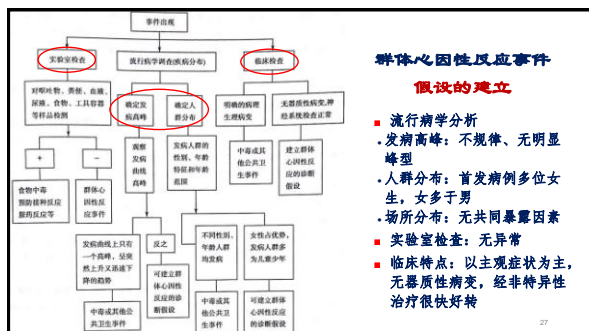 事件出现
实验室检查
流行病学调查(疾病分布)
临床检查
对呕吐物、粪便、血液、
尿液、食物、工具容器
等样品检测
确定发
病高峰
确定人
群分布
明确的病理
生理病变
无器质性病变,神
经系统检查正常
+
−
观察
发病
曲线
高峰
发病人群的
性别、年龄
特征和年龄
范围
中毒或其
他公共卫
生事件
建立群体
心因性反
应的诊断
假设
食物中毒
预防接种反应
服药反应等
群体心
因性反
应事件
发病曲线上只有
一个高峰,呈突
然上升又迅速下
降的趋势
反之
不同性别、
年龄人群
均发病
女性占优势,
发病人群多
为儿童少年
中毒或其他公
共卫生事件
可建立群
体心因性
反应的诊
断假设
中毒或其
他公共卫
生事件
可建立群体
心因性反应
的诊断假设
群体心因性反应事件
假设的建立
■ 流行病学分析
• 发病高峰：不规律、无明显
峰型
• 人群分布：首发病例多位女
生，女多于男
• 场所分布：无共同暴露因素
■ 实验室检查：无异常
■ 临床特点：以主观症状为主，
无器质性病变，经非特异性
治疗很快好转
27